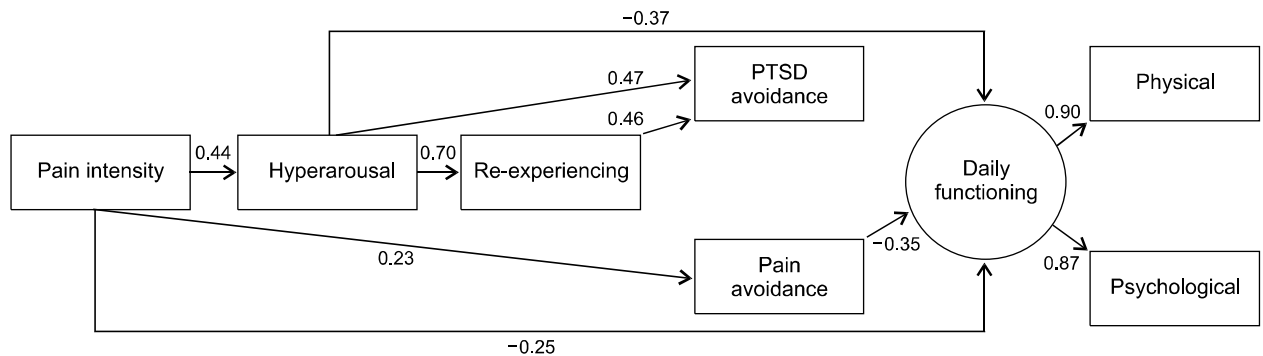 −0.37
PTSD
avoidance
Physical
0.47
0.46
0.90
Pain intensity
0.44
Hyperarousal
0.70
Re-experiencing
Daily
functioning
0.23
Pain
avoidance
−0.35
0.87
Psychological
−0.25